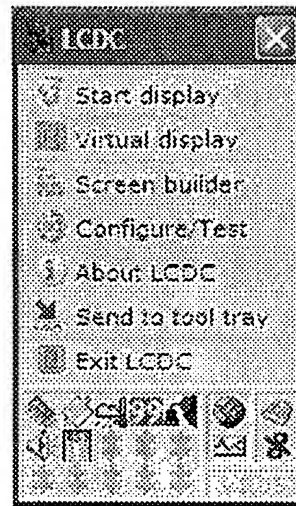 LCDC
Start display
Virtual display
Screen builder
Configure/Test
About LCDC
Send to tool tray
Exit LCDC